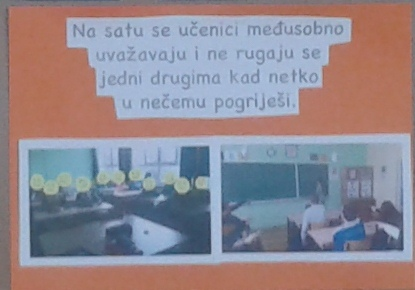 Na satu se učenici međusobno
uvažavaju i ne rugaju se
jedni drugima kad netko
u nečemu pogriješi.